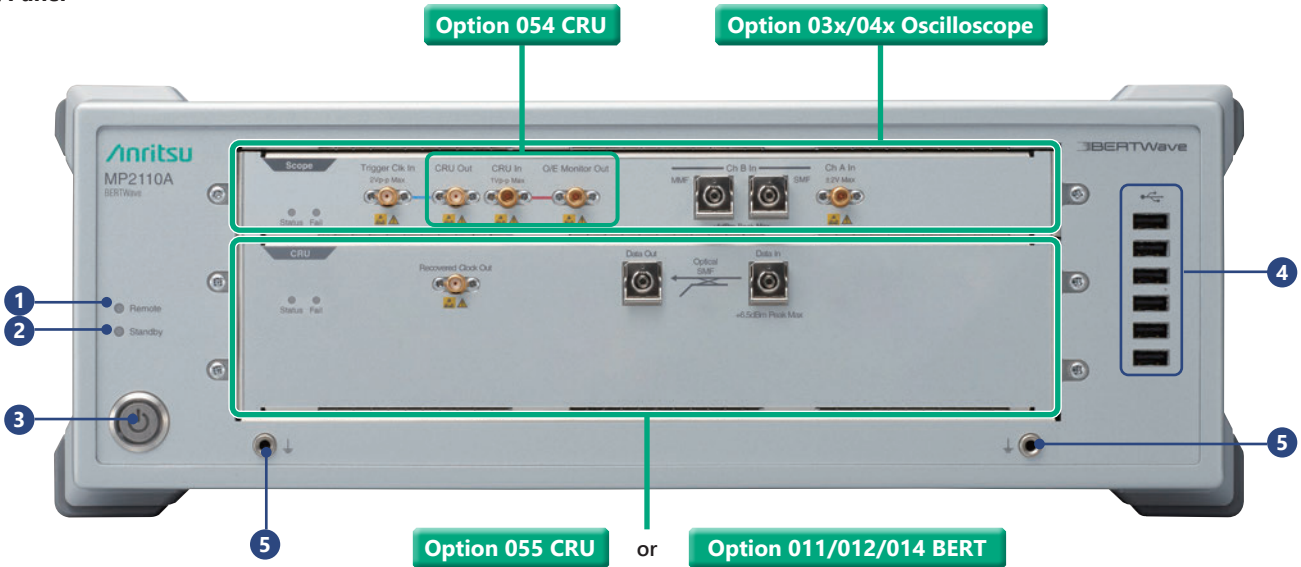 Panel
Option 054 CRU
Option 03x/04x Oscilloscope
Anritsu
MP2110A
BERTWave
BERTWave
Scope
Trigger Clk In
2Vp-p Max
CRU Out
CRU In
1Vp-p Max
O/E Monitor Out
Ch B In
MMF
SMF
Ch A In
±2V Max
Status Fail
Peak Max
CRU
Recovered Clock Out
Data Out
Optical
SMF
Data In
+6.5dBm Peak Max
Status Fail
1
Remote
2
Standby
3
4
5
5
Option 055 CRU
or
Option 011/012/014 BERT